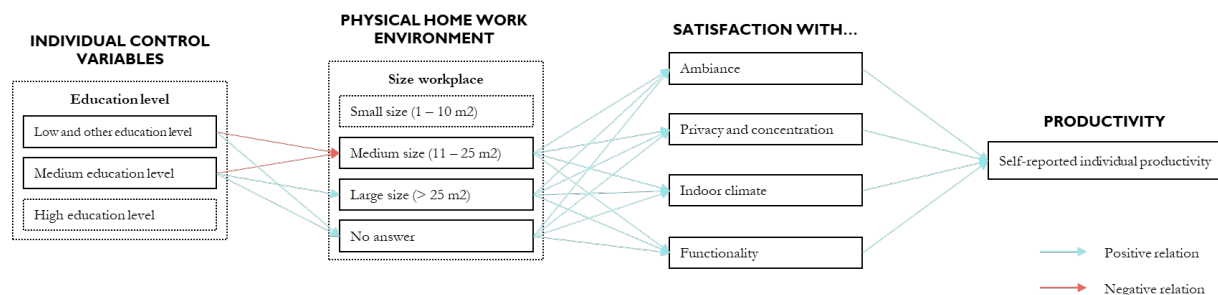 INDIVIDUAL CONTROL
VARIABLES
Education level
Low and other education level
Medium education level
High education level
PHYSICAL HOME WORK
ENVIRONMENT
Size workplace
Small size (1 – 10 m2)
Medium size (11 – 25 m2)
Large size (> 25 m2)
No answer
SATISFACTION WITH...
Ambiance
Privacy and concentration
Indoor climate
Functionality
PRODUCTIVITY
Self-reported individual productivity
Positive relation
Negative relation